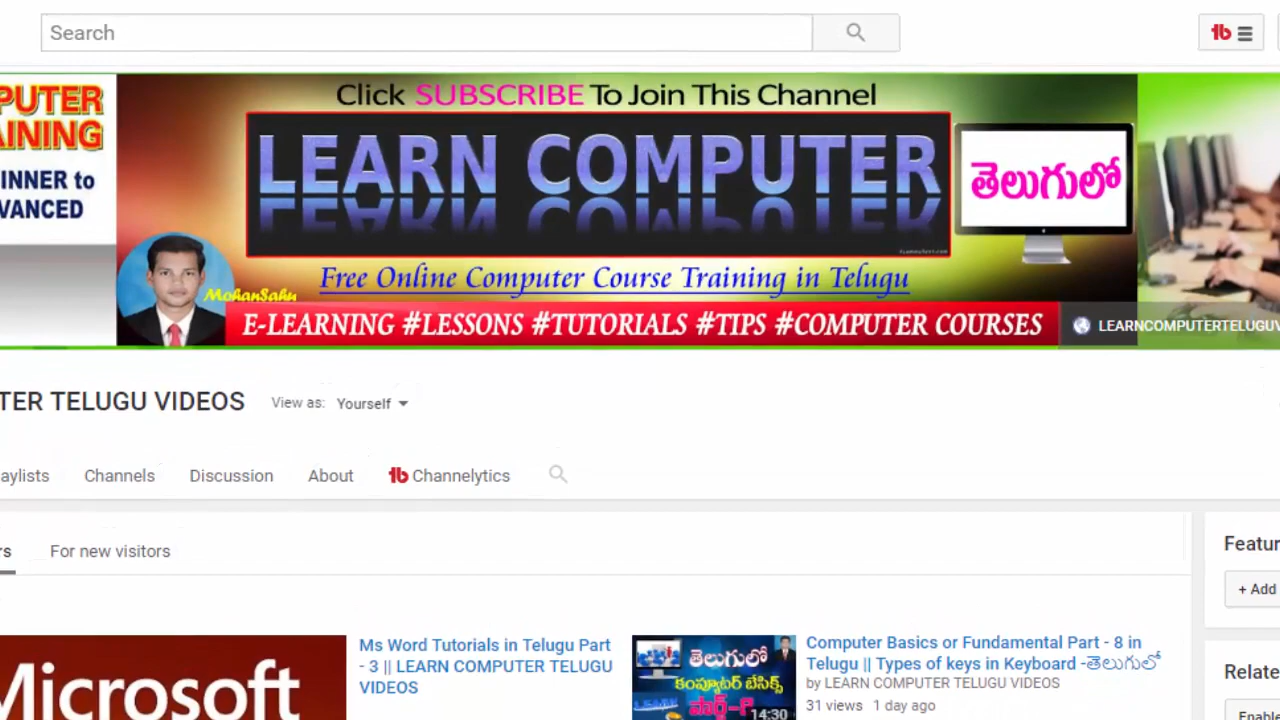 Search
Click SUBSCRIBE To Join This Channel
PUTER
AINING
INNER to
VANCED
LEARN COMPUTER
తెలుగులో
Free Online Computer Course Training in Telugu
MohanSahu
E-LEARNING #LESSONS #TUTORIALS #TIPS #COMPUTER COURSES
LEARNCOMPUTERTELUGUV
TER TELUGU VIDEOS
View as: Yourself
aylists Channels Discussion About Channelytics
rs For new visitors
Featur
+ Add
Relate
Enable
Microsoft
Ms Word Tutorials in Telugu Part
- 3 || LEARN COMPUTER TELUGU
VIDEOS
తెలుగులో
కంప్యూటర్ బేసిక్స్
14:30
Computer Basics or Fundamental Part - 8 in
Telugu || Types of keys in Keyboard -తెలుగులో
by LEARN COMPUTER TELUGU VIDEOS
31 views 1 day ago